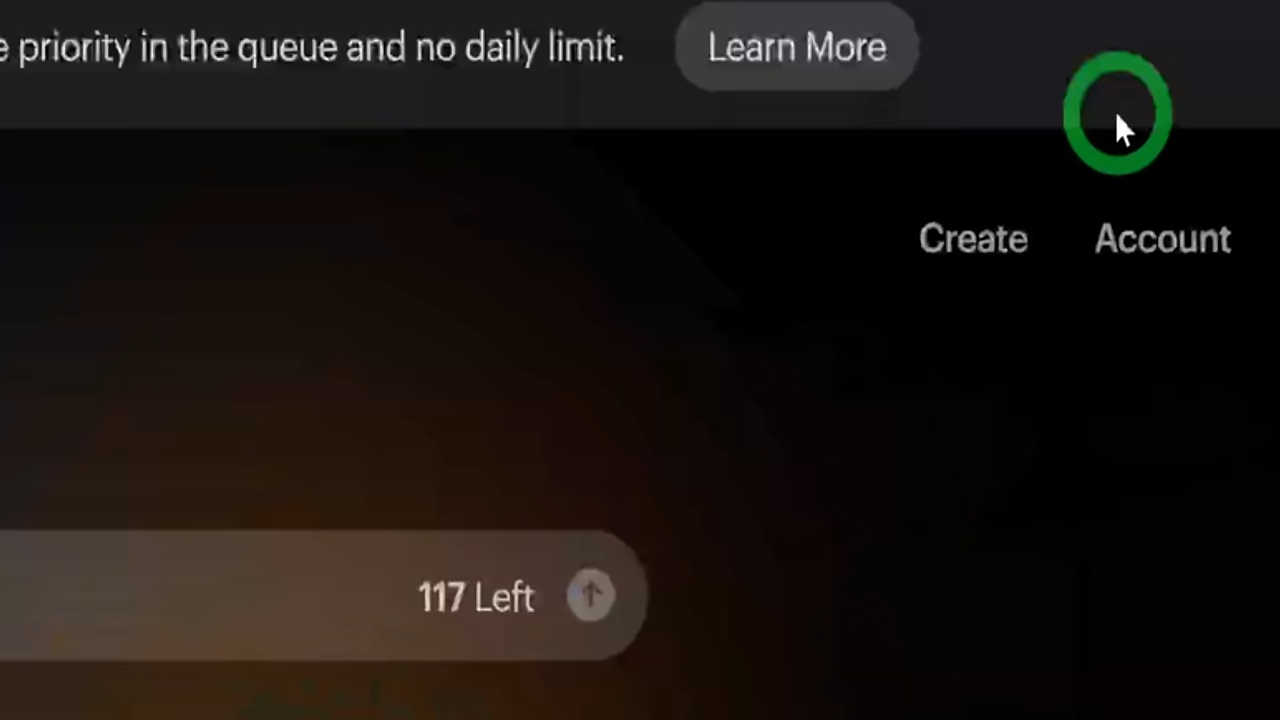 priority in the queue and no daily limit.
Learn More
Create
Account
117 Left